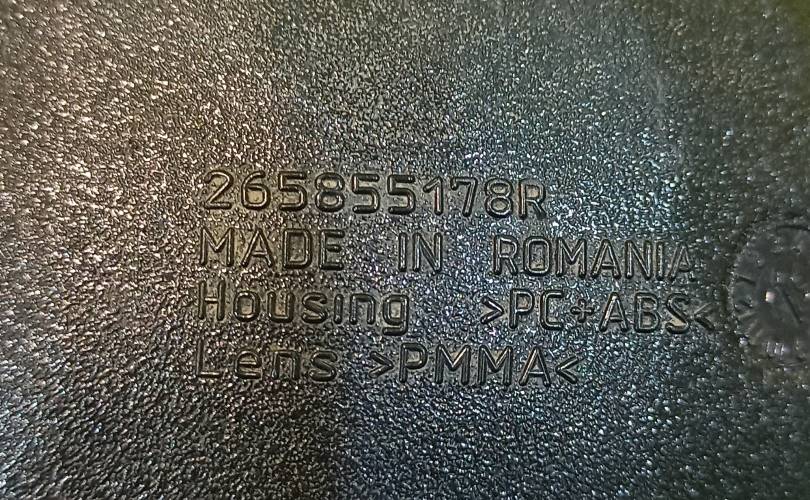 265855178R
MADE IN ROMANIA
Housing >PC+ABS<
Lens >PMMA<